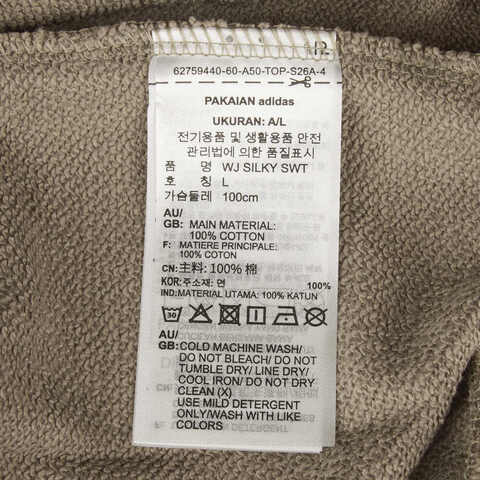 62759440-60-A50-TOP-S26A-4
PAKAIAN adidas
UKURAN: A/L
전기용품 및 생활용품 안전
관리법에 의한 품질표시
품 명 WJ SILKY SWT
호 칭 L
가슴둘레 100cm
AU/
GB: MAIN MATERIAL:
100% COTTON
F: MATIERE PRINCIPALE:
100% COTON
CN: 主料: 100% 棉
KOR: 주소재: 면 100%
IND: MATERIAL UTAMA: 100% KATUN
30
AU/
GB: COLD MACHINE WASH/
DO NOT BLEACH/ DO NOT
TUMBLE DRY/ LINE DRY/
COOL IRON/ DO NOT DRY
CLEAN (X)
USE MILD DETERGENT
ONLY/WASH WITH LIKE
COLORS